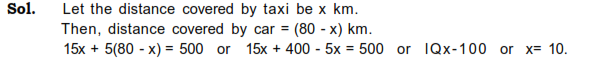 Sol. Let the distance covered by taxi be x km.
Then, distance covered by car = (80 - x) km.
15x + 5(80 - x) = 500 or 15x + 400 - 5x = 500 or IQx-100 or x= 10.